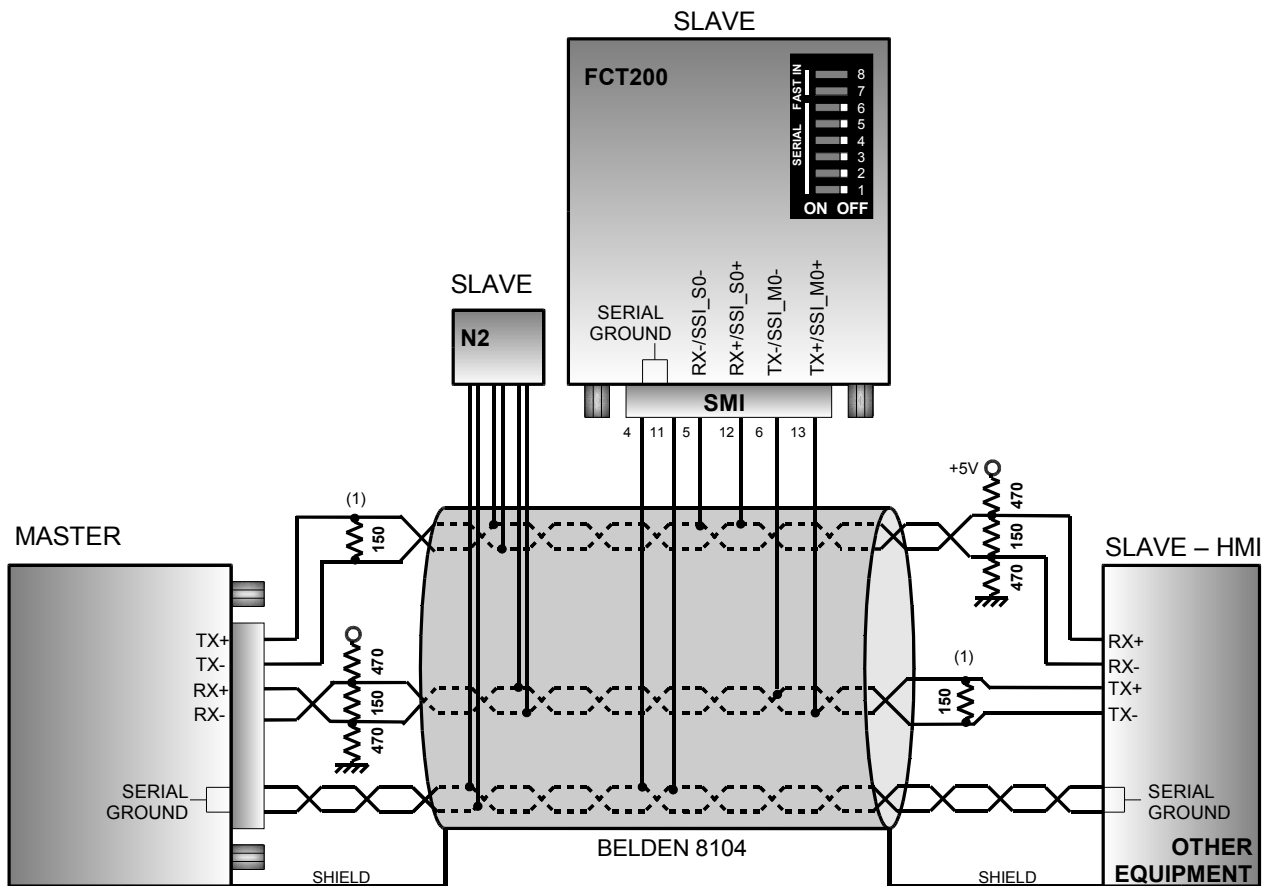 SLAVE
FCT200
FAST IN
SERIAL
8
7
6
5
4
3
2
1
ON OFF
SLAVE
N2
SERIAL
GROUND
RX-/SSI_S0-
RX+/SSI_S0+
TX-/SSI_M0-
TX+/SSI_M0+
SMI
4 11 5 12 6 13
+5V
470
150
470
(1)
150
MASTER
SLAVE – HMI
TX+
TX-
RX+
RX-
470
150
470
RX+
RX-
TX+
TX-
(1)
150
SERIAL
GROUND
SERIAL
GROUND
BELDEN 8104
OTHER
EQUIPMENT
SHIELD
SHIELD